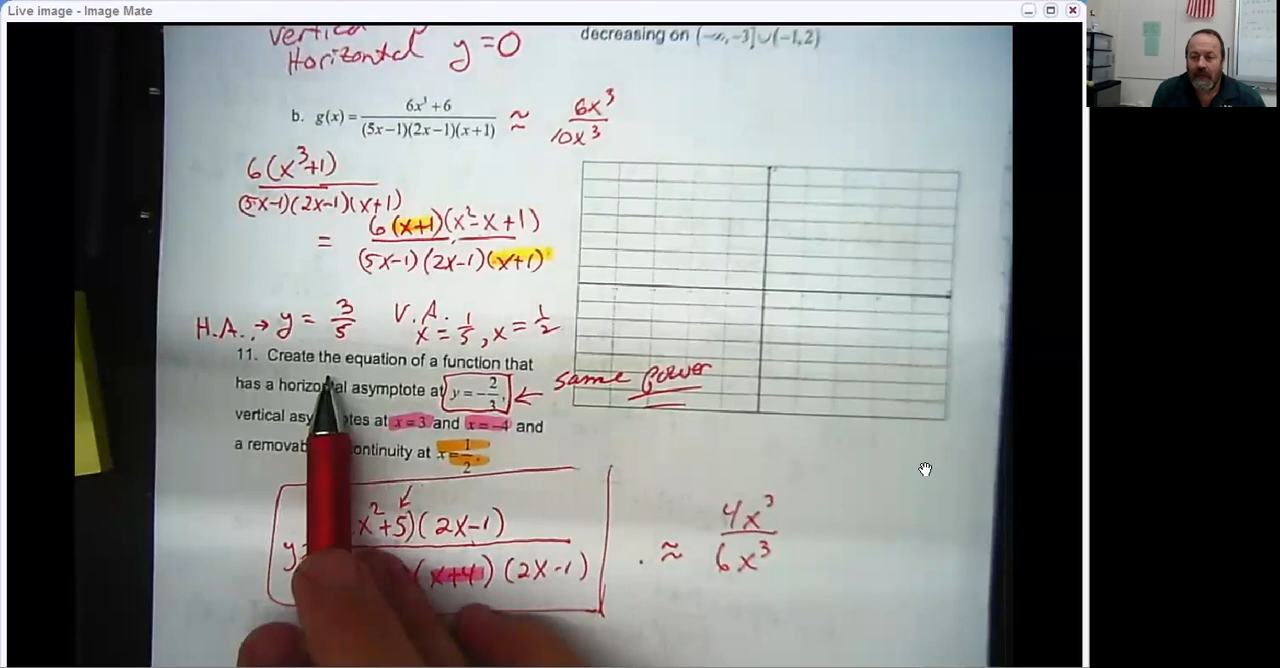 Live image - Image Mate
Vertical
Horizontal y = 0
decreasing on (-∞, -3]∪(-1,2)
b. g(x) = 6x³+6 / (5x−1)(2x−1)(x+1) ≈ 6x³ / 10x³
6(x³+1) / (5x-1)(2x-1)(x+1)
= 6(x+1)(x²-x+1) / (5x-1)(2x-1)(x+1)
H.A.: → y = 3/5 V.A. x = 1/5, x = 1/2
11. Create the equation of a function that
has a horizontal asymptote at y = -2/3, ← same power
vertical asymptotes at x = 3 and x = -4 and
a removable discontinuity at x = 1/2.
y x²+5)(2x-1) / (x+4)(2x-1) . ≈ 4x³ / 6x³